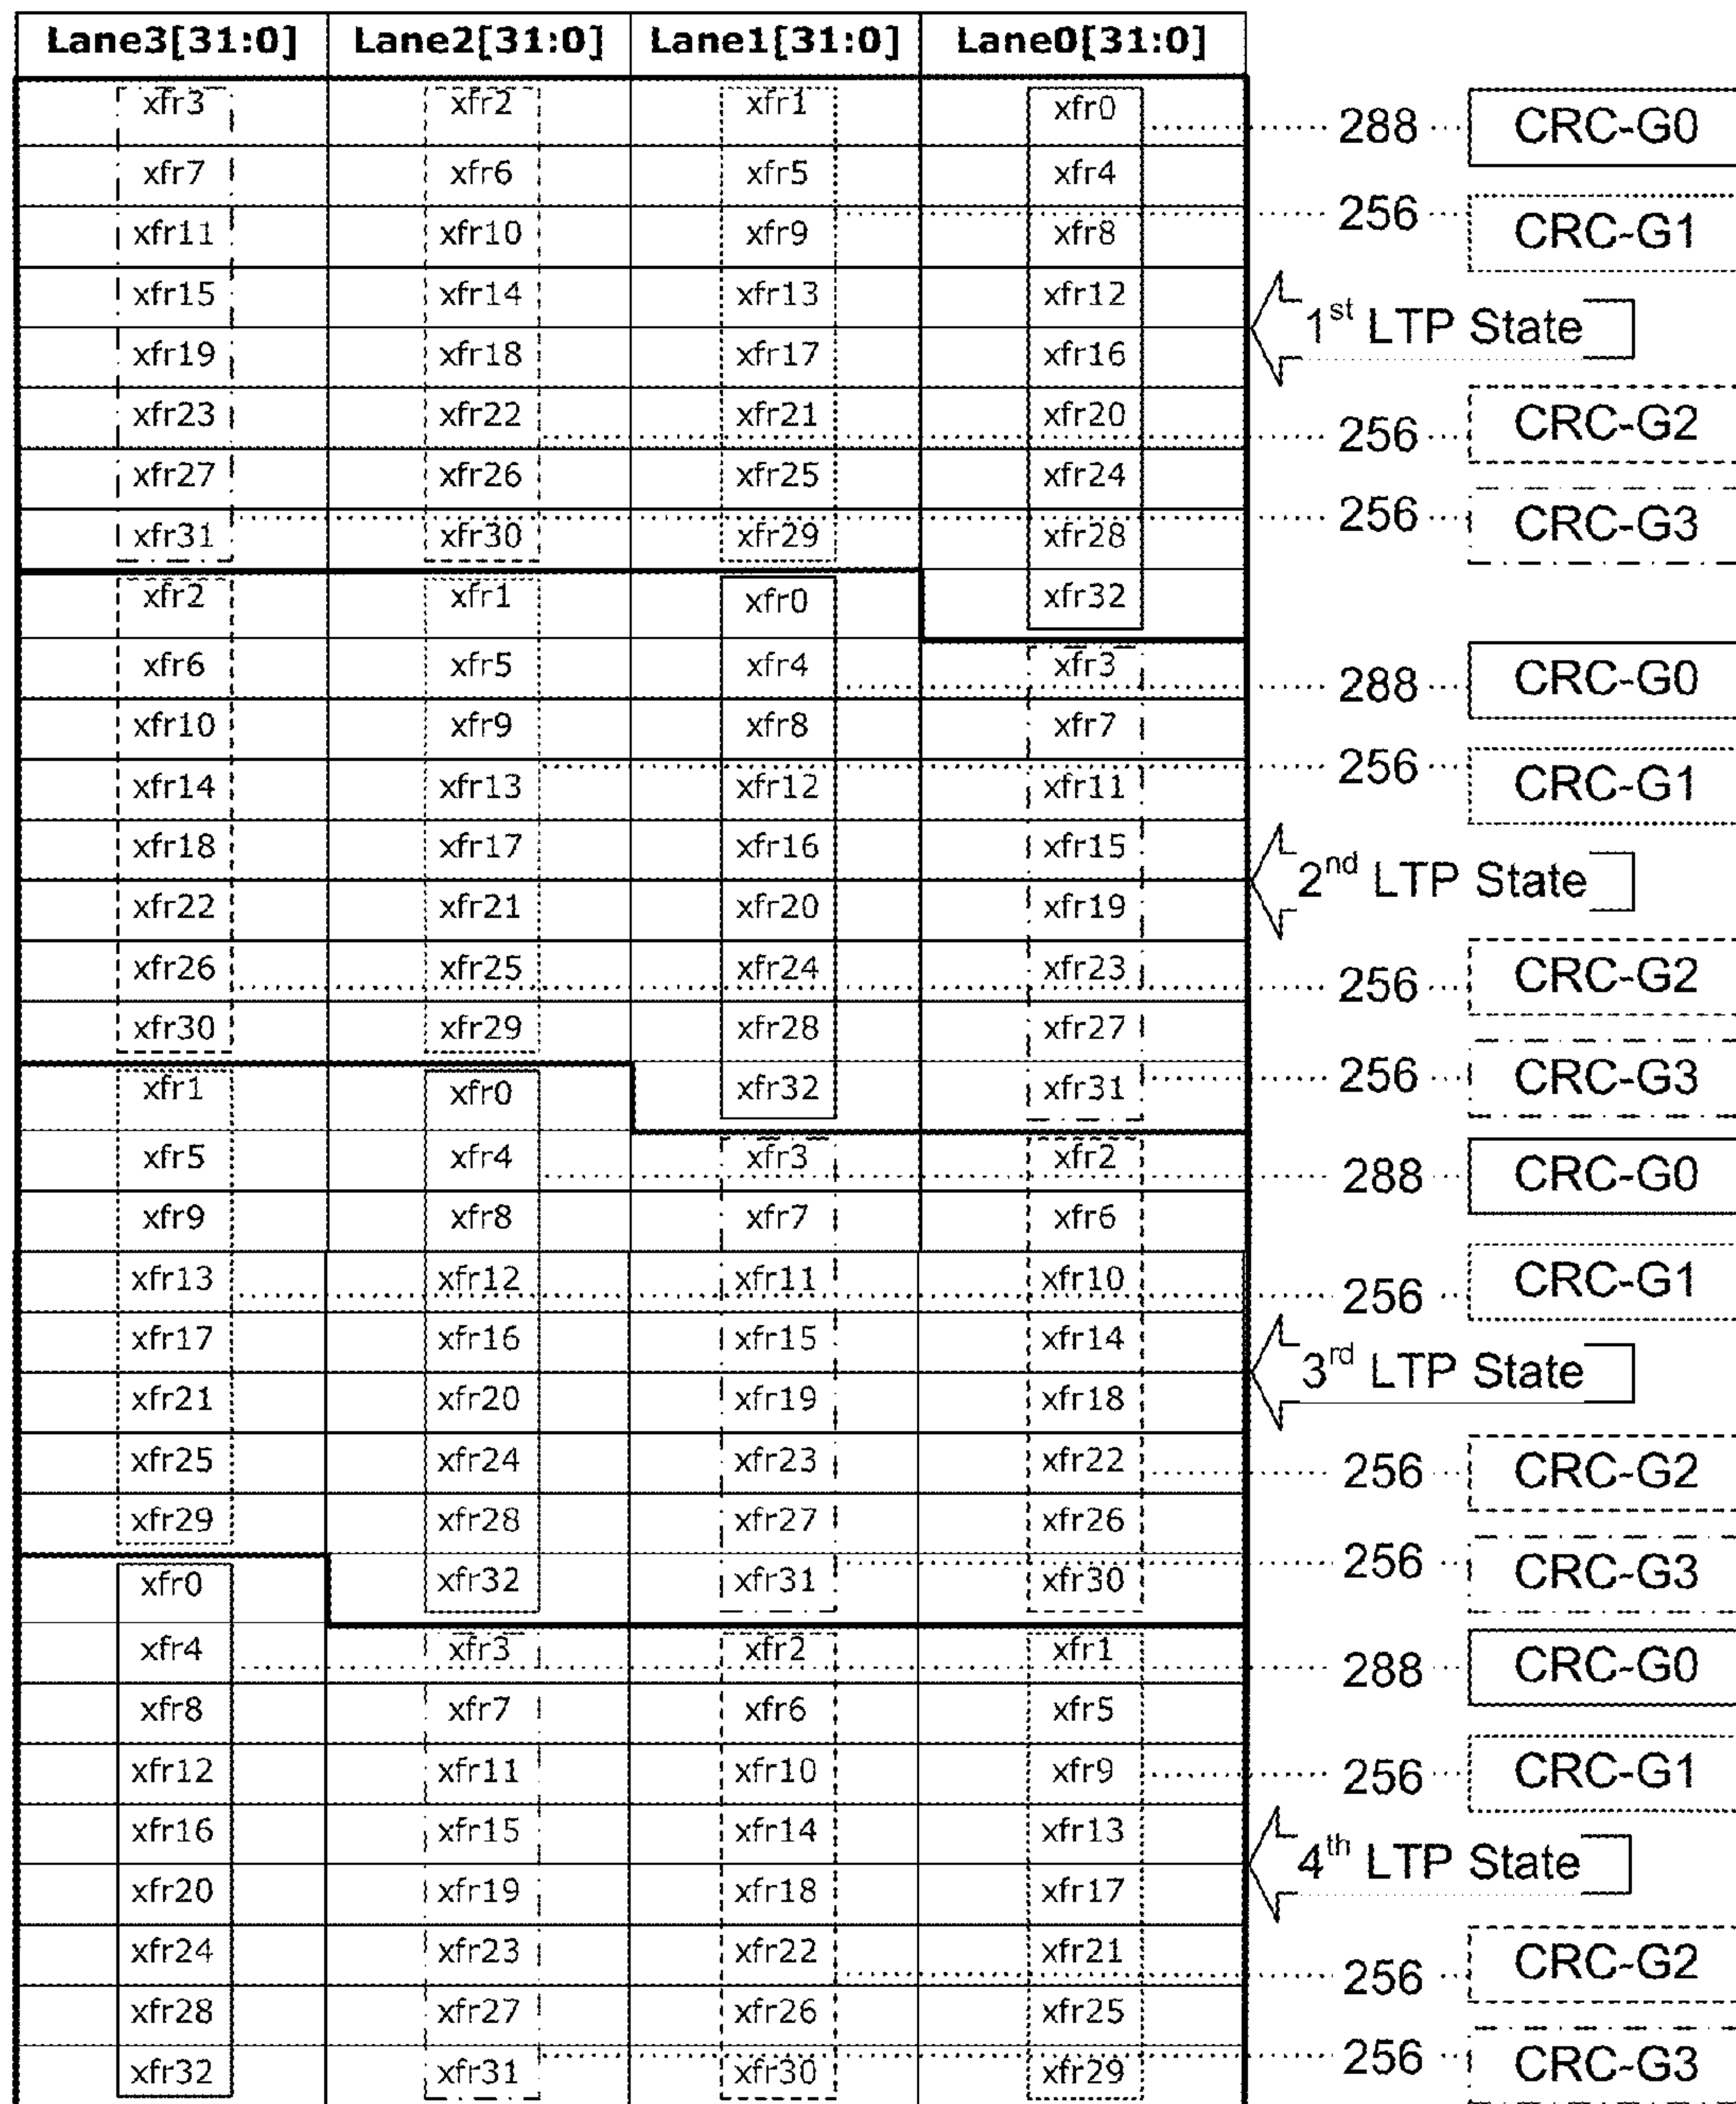 Lane3[31:0] Lane2[31:0] Lane1[31:0] Lane0[31:0]
xfr3 xfr2 xfr1 xfr0 288 CRC-G0
xfr7 xfr6 xfr5 xfr4
xfr11 xfr10 xfr9 xfr8 256 CRC-G1
xfr15 xfr14 xfr13 xfr12 1st LTP State
xfr19 xfr18 xfr17 xfr16
xfr23 xfr22 xfr21 xfr20 256 CRC-G2
xfr27 xfr26 xfr25 xfr24
xfr31 xfr30 xfr29 xfr28 256 CRC-G3
xfr2 xfr1 xfr0 xfr32
xfr6 xfr5 xfr4 xfr3 288 CRC-G0
xfr10 xfr9 xfr8 xfr7
xfr14 xfr13 xfr12 xfr11 256 CRC-G1
xfr18 xfr17 xfr16 xfr15 2nd LTP State
xfr22 xfr21 xfr20 xfr19
xfr26 xfr25 xfr24 xfr23 256 CRC-G2
xfr30 xfr29 xfr28 xfr27
xfr1 xfr0 xfr32 xfr31 256 CRC-G3
xfr5 xfr4 xfr3 xfr2 288 CRC-G0
xfr9 xfr8 xfr7 xfr6
xfr13 xfr12 xfr11 xfr10 256 CRC-G1
xfr17 xfr16 xfr15 xfr14 3rd LTP State
xfr21 xfr20 xfr19 xfr18
xfr25 xfr24 xfr23 xfr22 256 CRC-G2
xfr29 xfr28 xfr27 xfr26
xfr0 xfr32 xfr31 xfr30 256 CRC-G3
xfr4 xfr3 xfr2 xfr1 288 CRC-G0
xfr8 xfr7 xfr6 xfr5
xfr12 xfr11 xfr10 xfr9 256 CRC-G1
xfr16 xfr15 xfr14 xfr13 4th LTP State
xfr20 xfr19 xfr18 xfr17
xfr24 xfr23 xfr22 xfr21 256 CRC-G2
xfr28 xfr27 xfr26 xfr25
xfr32 xfr31 xfr30 xfr29 256 CRC-G3